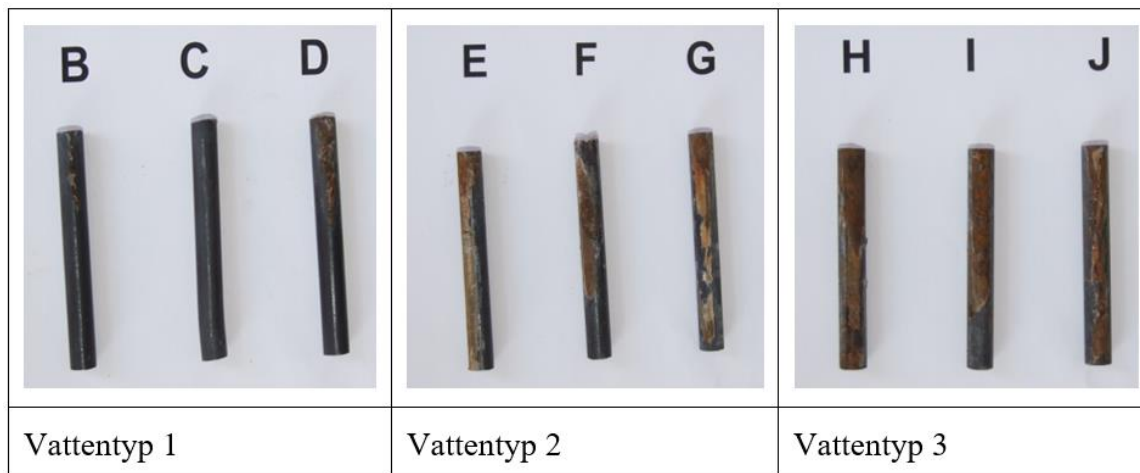 B C D
E F G
H I J
Vattentyp 1
Vattentyp 2
Vattentyp 3